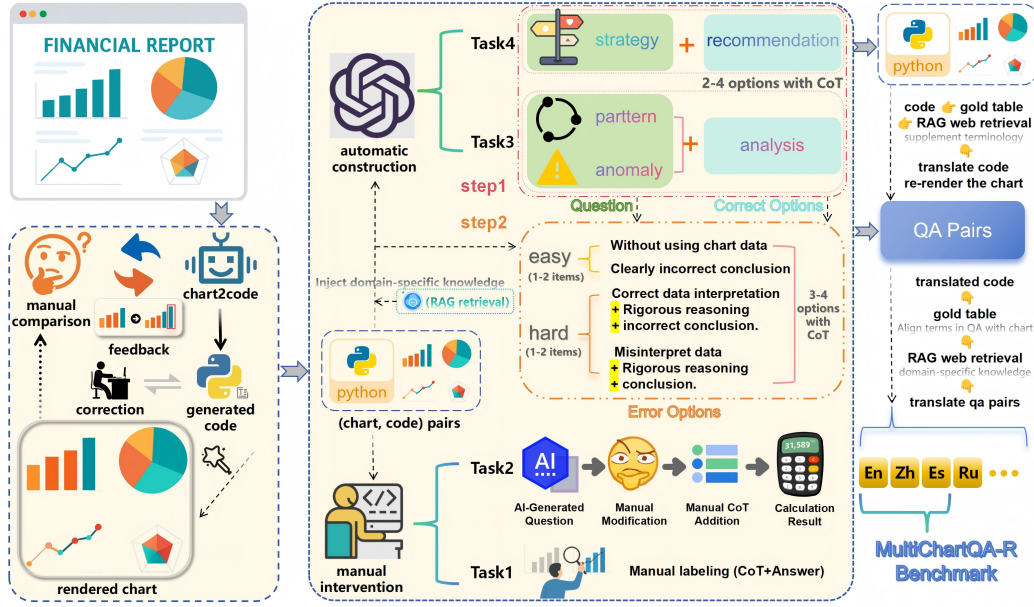 FINANCIAL REPORT
manual
comparison
chart2code
feedback
correction
generated
code
rendered chart
automatic
construction
Task4
strategy
+
recommendation
2-4 options with CoT
Task3
parttern
anomaly
+
analysis
step1
Question
Correct Options
step2
Inject domain-specific knowledge
(RAG retrieval)
easy
(1-2 items)
Without using chart data
Clearly incorrect conclusion
hard
(1-2 items)
Correct data interpretation
+ Rigorous reasoning
+ incorrect conclusion.
Misinterpret data
+ Rigorous reasoning
+ conclusion.
3-4
options
with
CoT
Error Options
python
(chart, code) pairs
manual
intervention
Task2
AI
AI-Generated
Question
Manual
Modification
Manual CoT
Addition
31,589
Calculation
Result
Task1
Manual labeling (CoT+Answer)
python
code 👉 gold table
👉 RAG web retrieval
supplement terminology
translate code
re-render the chart
QA Pairs
translated code
gold table
Align terms in QA with chart
RAG web retrieval
domain-specific knowledge
translate qa pairs
En Zh Es Ru
MultiChartQA-R
Benchmark